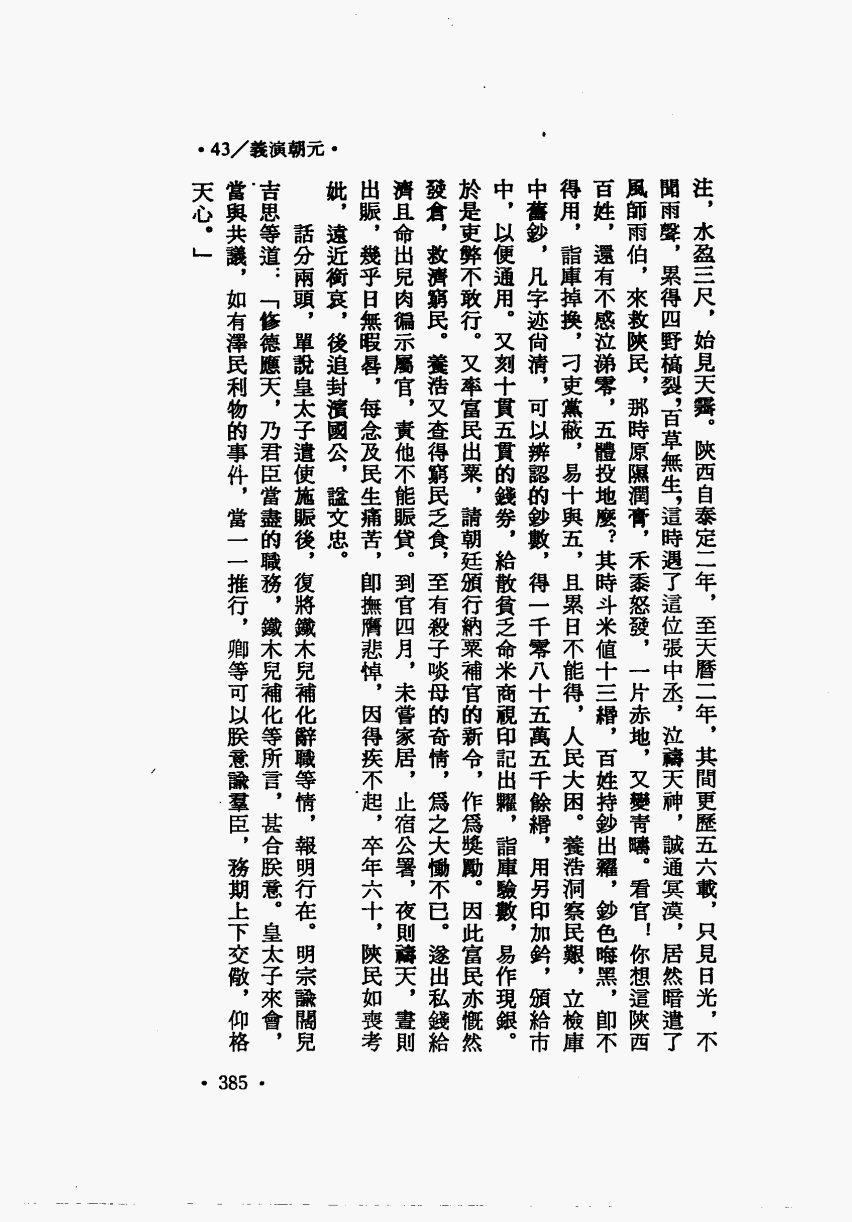 •43／義演朝元•
注，水盈三尺，始見天霽。陝西自泰定二年，至天曆二年，其間更歷五六載，只見日光，不
聞雨聲，累得四野槁裂，百草無生，這時遇了這位張中丞，泣禱天神，誠通冥漠，居然暗遣了
風師雨伯，來救陝民，那時原隰潤膏，禾黍怒發，一片赤地，又變青疇。看官！你想這陝西
百姓，還有不感泣涕零，五體投地麼？其時斗米値十三緡，百姓持鈔出糴，鈔色晦黑，卽不
得用，詣庫掉換，刁吏黨蔽，易十與五，且累日不能得，人民大困。養浩洞察民艱，立檢庫
中舊鈔，凡字迹尙清，可以辨認的鈔數，得一千零八十五萬五千餘緡，用另印加鈐，頒給市
中，以便通用。又刻十貫五貫的錢券，給散貧乏命米商視印記出糶，詣庫驗數，易作現銀。
於是吏弊不敢行。又率富民出粟，請朝廷頒行納粟補官的新令，作爲獎勵。因此富民亦慨然
發倉，救濟窮民。養浩又查得窮民乏食，至有殺子啖母的奇情，爲之大慟不已。遂出私錢給
濟且命出兒肉徧示屬官，責他不能賑貸。到官四月，未嘗家居，止宿公署，夜則禱天，晝則
出賑，幾乎日無暇晷，每念及民生痛苦，卽撫膺悲悼，因得疾不起，卒年六十，陝民如喪考
妣，遠近銜哀，後追封濱國公，諡文忠。
話分兩頭，單說皇太子遣使施賑後，復將鐵木兒補化辭職等情，報明行在。明宗諭闊兒
吉思等道：「修德應天，乃君臣當盡的職務，鐵木兒補化等所言，甚合朕意。皇太子來會，
當與共議，如有澤民利物的事件，當一一推行，卿等可以朕意諭羣臣，務期上下交儆，仰格
天心。」
•385•